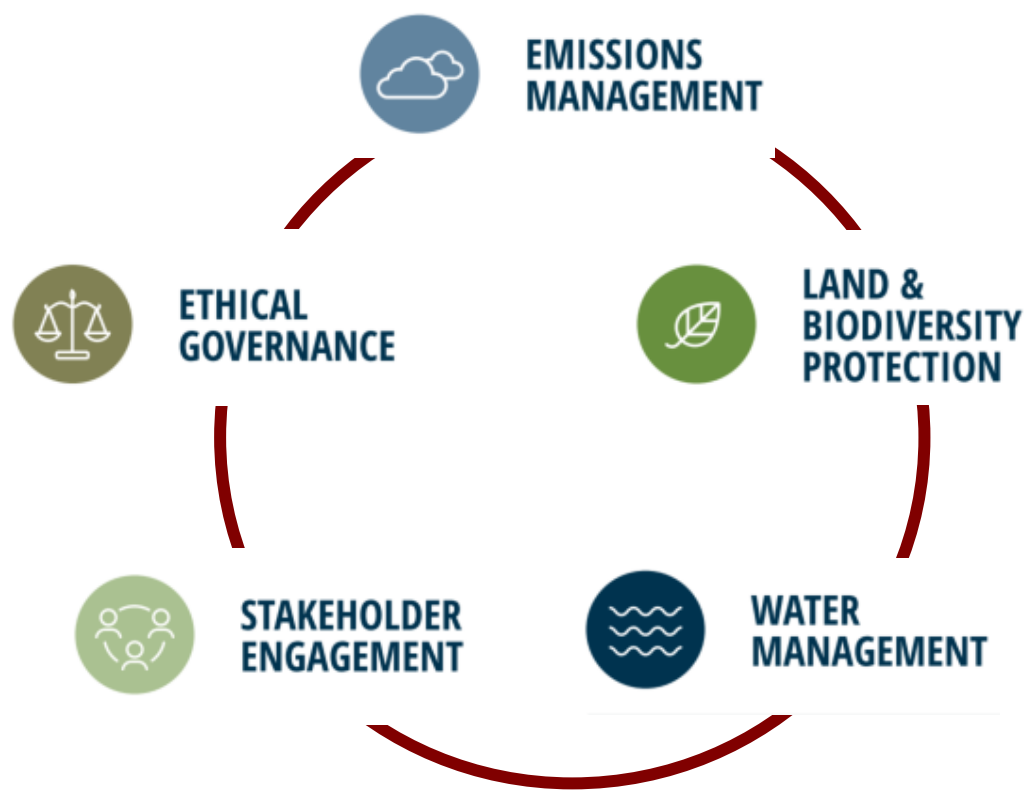 EMISSIONS
MANAGEMENT
ETHICAL
GOVERNANCE
LAND &
BIODIVERSITY
PROTECTION
STAKEHOLDER
ENGAGEMENT
WATER
MANAGEMENT